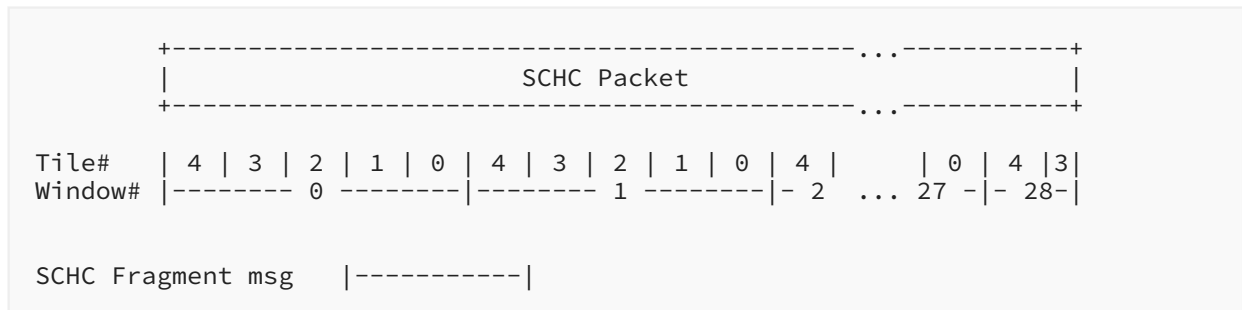 +---------------------------------------------...-----------+
|                       SCHC Packet                         |
+---------------------------------------------...-----------+
Tile#   | 4 | 3 | 2 | 1 | 0 | 4 | 3 | 2 | 1 | 0 | 4 |     | 0 | 4 |3|
Window# |-------- 0 --------|-------- 1 --------|- 2  ... 27 -|- 28-|
SCHC Fragment msg   |-----------|